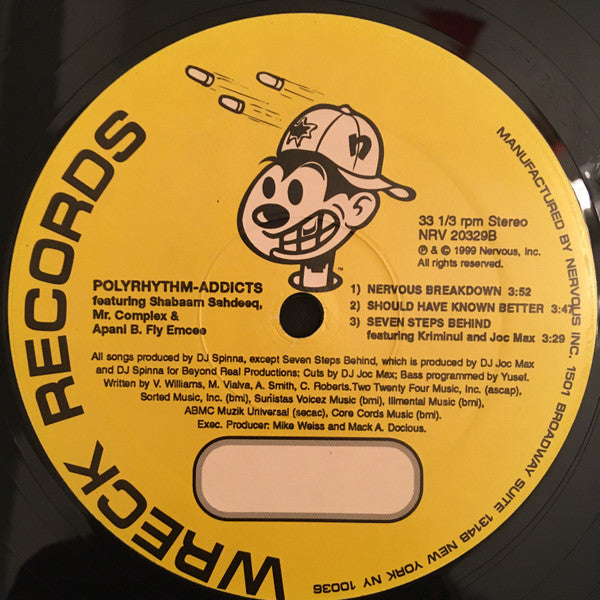 WRECK RECORDS
n
33 1/3 rpm Stereo
NRV 20329B
℗ & © 1999 Nervous, Inc.
All rights reserved.
™
POLYRHYTHM-ADDICTS
featuring Shabaam Sahdeeq,
Mr. Complex &
Apani B. Fly Emcee
1) NERVOUS BREAKDOWN 3:52
2) SHOULD HAVE KNOWN BETTER 3:47
3) SEVEN STEPS BEHIND
featuring Kriminul and Joc Max 3:29
All songs produced by DJ Spinna, except Seven Steps Behind, which is produced by DJ Joc Max
and DJ Spinna for Beyond Real Productions; Cuts by DJ Joc Max; Bass programmed by Yusef.
Written by V. Williams, M. Vialva, A. Smith, C. Roberts.Two Twenty Four Music, Inc. (ascap),
Sorted Music, Inc. (bmi), Sunistas Voicez Music (bmi), Illmental Music (bmi),
ABMC Muzik Universal (secac), Core Cords Music (bmi).
Exec. Producer: Mike Weiss and Mack A. Docious.
MANUFACTURED BY NERVOUS INC. 1501 BROADWAY SUITE 1314B NEW YORK NY 10036